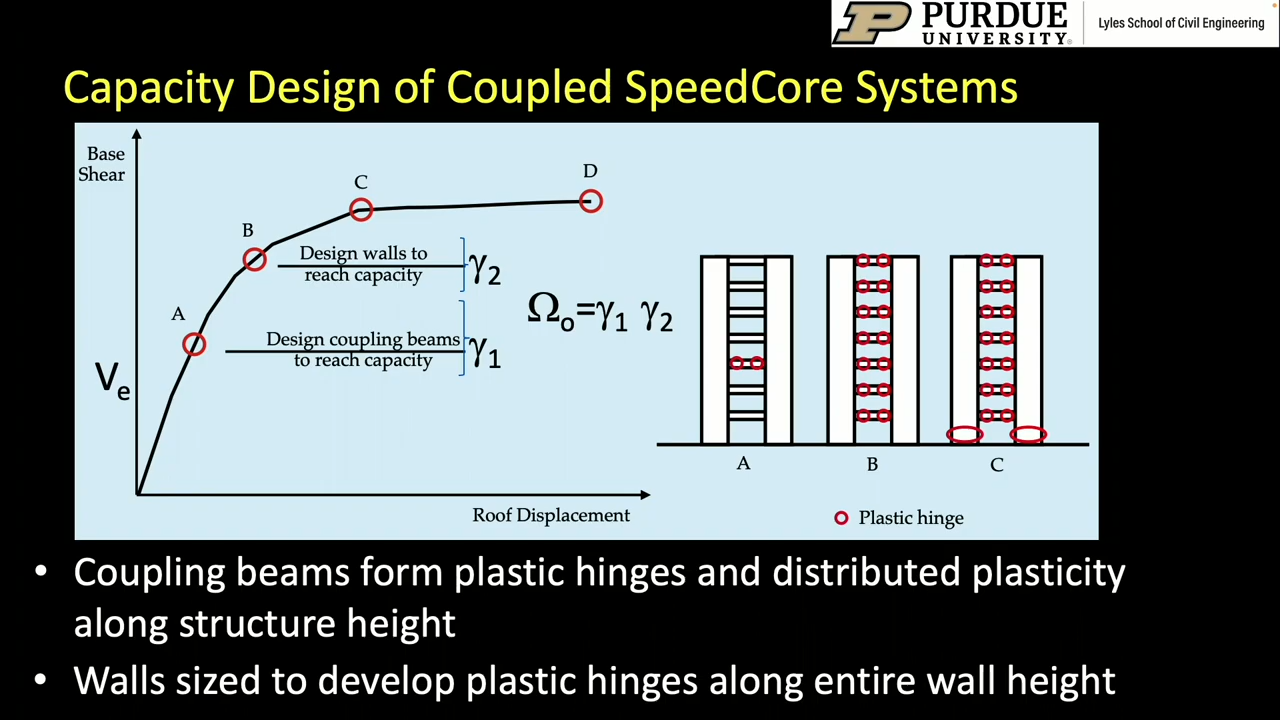 PURDUE
UNIVERSITY®
Lyles School of Civil Engineering
Capacity Design of Coupled SpeedCore Systems
Base
Shear
A
B
C
D
Design walls to
reach capacity
γ2
Design coupling beams
to reach capacity
γ1
Ωo=γ1 γ2
Ve
Roof Displacement
A
B
C
Plastic hinge
• Coupling beams form plastic hinges and distributed plasticity
along structure height
• Walls sized to develop plastic hinges along entire wall height